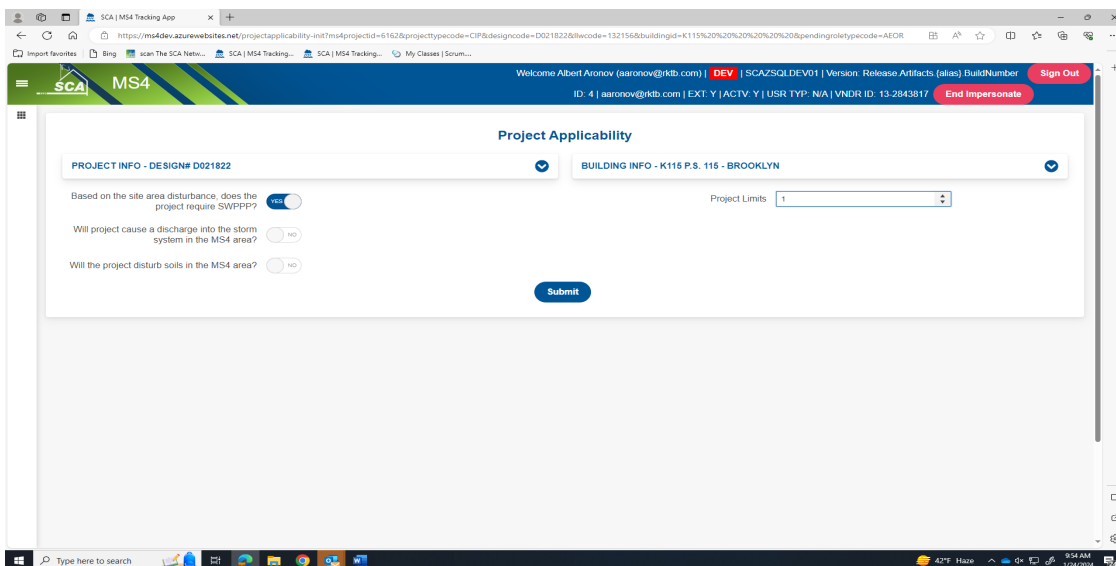 SCA | MS4 Tracking App
https://ms4dev.azurewebsites.net/projectapplicability-init?ms4projectid=6162&projecttypecode=CIP&designcode=D021822&llwcode=132156&buildingid=K115%20%20%20%20%20%20&pendingroletypecode=AEOR
Import favorites Bing scan The SCA Netw... SCA | MS4 Tracking... SCA | MS4 Tracking... My Classes | Scrum....
Welcome Albert Aronov (aaronov@rktb.com) | DEV | SCAZSQLDEV01 | Version: Release.Artifacts.{alias}.BuildNumber Sign Out
SCA MS4
ID: 4 | aaronov@rktb.com | EXT: Y | ACTV: Y | USR TYP: N/A | VNDR ID: 13-2843817 End Impersonate
Project Applicability
PROJECT INFO - DESIGN# D021822 BUILDING INFO - K115 P.S. 115 - BROOKLYN
Based on the site area disturbance, does the
project require SWPPP? YES
Project Limits 1
Will project cause a discharge into the storm
system in the MS4 area? NO
Will the project disturb soils in the MS4 area? NO
Submit
Type here to search
42°F Haze
9:54 AM
1/24/2024